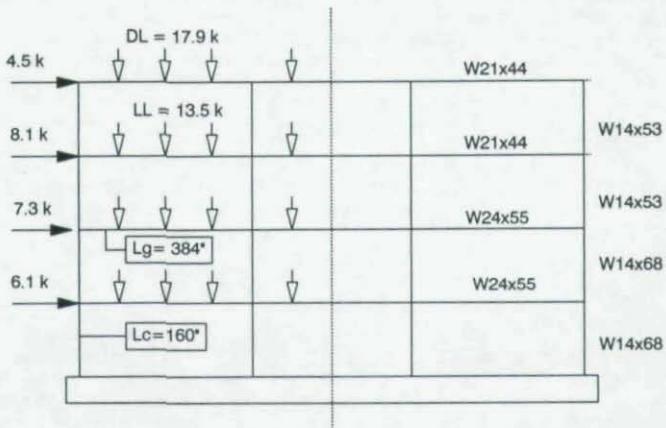 DL = 17.9 k
4.5 k
W21x44
LL = 13.5 k
W14x53
8.1 k
W21x44
7.3 k
W14x53
W24x55
Lg= 384"
W14x68
6.1 k
W24x55
Lc=160"
W14x68